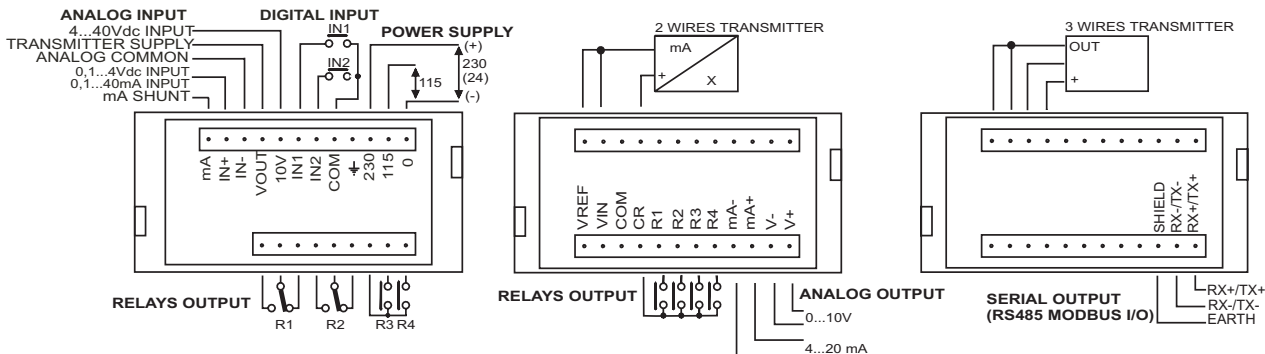 ANALOG INPUT
4...40Vdc INPUT
TRANSMITTER SUPPLY
ANALOG COMMON
0,1...4Vdc INPUT
0,1...40mA INPUT
mA SHUNT
DIGITAL INPUT
IN1
IN2
POWER SUPPLY
(+)
230
(24)
115
(-)
mA
IN+
IN-
VOUT
10V
IN1
IN2
COM
230
115
0
RELAYS OUTPUT
R1
R2
R3 R4
2 WIRES TRANSMITTER
mA
+
X
VREF
VIN
COM
CR
R1
R2
R3
R4
mA-
mA+
V-
V+
RELAYS OUTPUT
ANALOG OUTPUT
0...10V
4...20 mA
3 WIRES TRANSMITTER
OUT
-
+
SHIELD
RX-/TX-
RX+/TX+
SERIAL OUTPUT
(RS485 MODBUS I/O)
RX+/TX+
RX-/TX-
EARTH